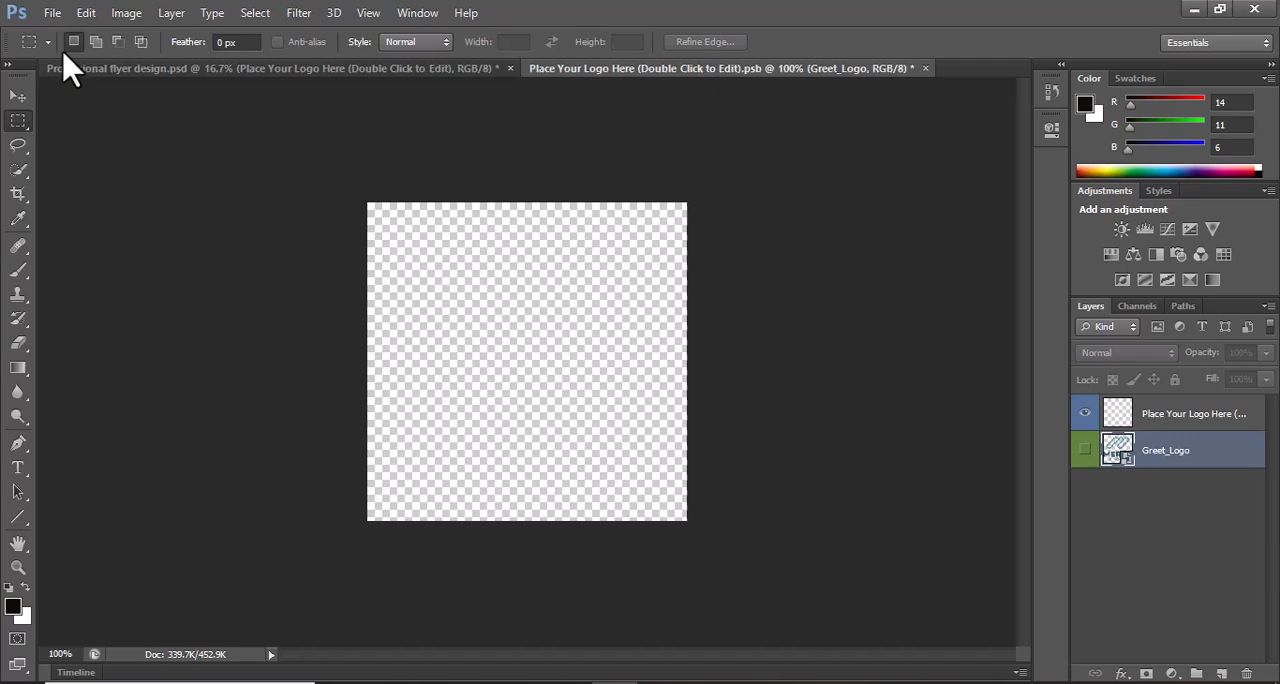 Ps File Edit Image Layer Type Select Filter 3D View Window Help
Feather: 0 px Anti-alias Style: Normal Width: Height: Refine Edge... Essentials
flyer design.psd @ 16.7% (Place Your Logo Here (Double Click to Edit), RGB/8) * × Place Your Logo Here (Double Click to Edit).psb @ 100% (Greet_Logo, RGB/8) * ×
Color Swatches
R 14
G 11
B 6
Adjustments Styles
Add an adjustment
Layers Channels Paths
Kind
Normal Opacity: 100%
Lock: Fill: 100%
Place Your Logo Here (...
Greet_Logo
100% Doc: 339.7K/452.9K
Timeline